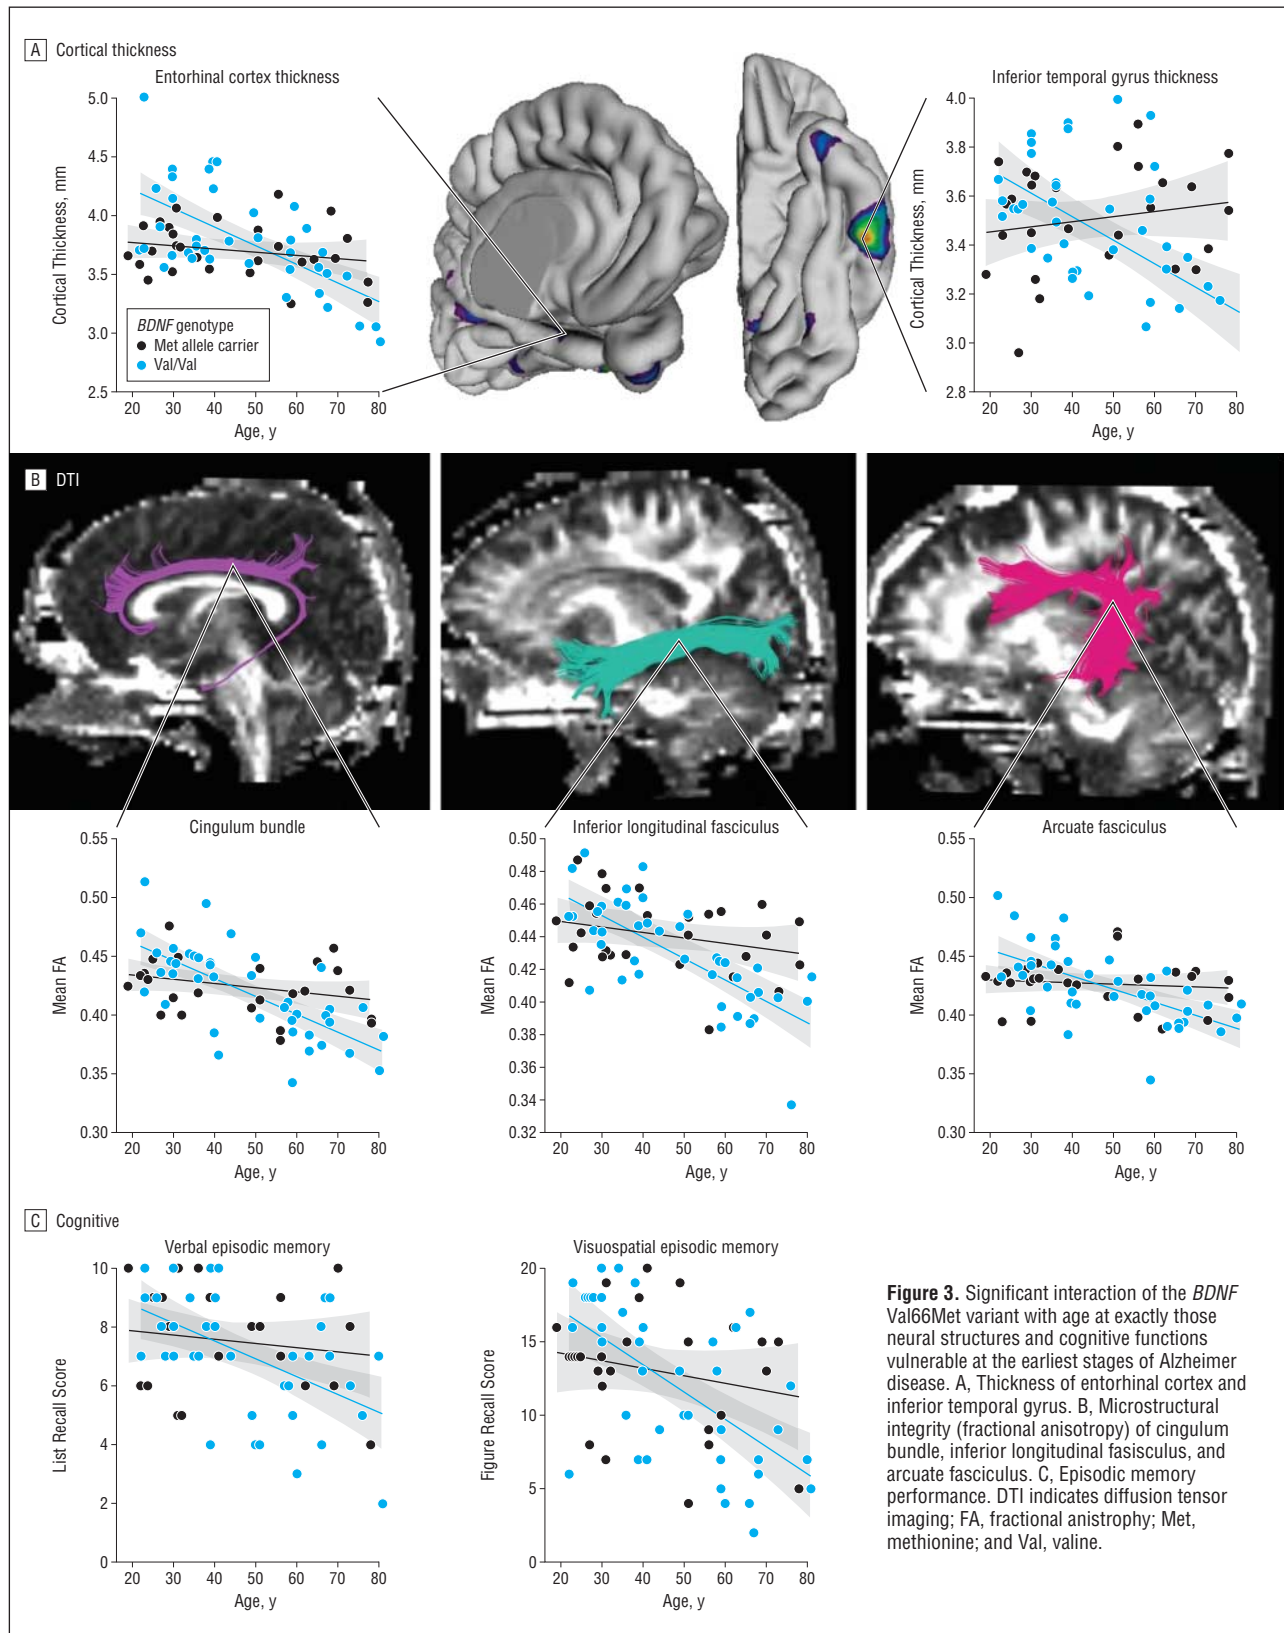 A Cortical thickness
Entorhinal cortex thickness
5.0
4.5
4.0
3.5
3.0
2.5
Cortical Thickness, mm
BDNF genotype
Met allele carrier
Val/Val
20 30 40 50 60 70 80
Age, y
Inferior temporal gyrus thickness
4.0
3.8
3.6
3.4
3.2
3.0
2.8
Cortical Thickness, mm
20 30 40 50 60 70 80
Age, y
B DTI
Cingulum bundle
0.55
0.50
0.45
0.40
0.35
0.30
Mean FA
20 30 40 50 60 70 80
Age, y
Inferior longitudinal fasciculus
0.50
0.48
0.46
0.44
0.42
0.40
0.38
0.36
0.34
0.32
Mean FA
20 30 40 50 60 70 80
Age, y
Arcuate fasciculus
0.55
0.50
0.45
0.40
0.35
0.30
Mean FA
20 30 40 50 60 70 80
Age, y
C Cognitive
Verbal episodic memory
10
8
6
4
2
0
List Recall Score
20 30 40 50 60 70 80
Age, y
Visuospatial episodic memory
20
15
10
5
0
Figure Recall Score
20 30 40 50 60 70 80
Age, y
Figure 3. Significant interaction of the BDNF
Val66Met variant with age at exactly those
neural structures and cognitive functions
vulnerable at the earliest stages of Alzheimer
disease. A, Thickness of entorhinal cortex and
inferior temporal gyrus. B, Microstructural
integrity (fractional anisotropy) of cingulum
bundle, inferior longitudinal fasisculus, and
arcuate fasciculus. C, Episodic memory
performance. DTI indicates diffusion tensor
imaging; FA, fractional anistrophy; Met,
methionine; and Val, valine.